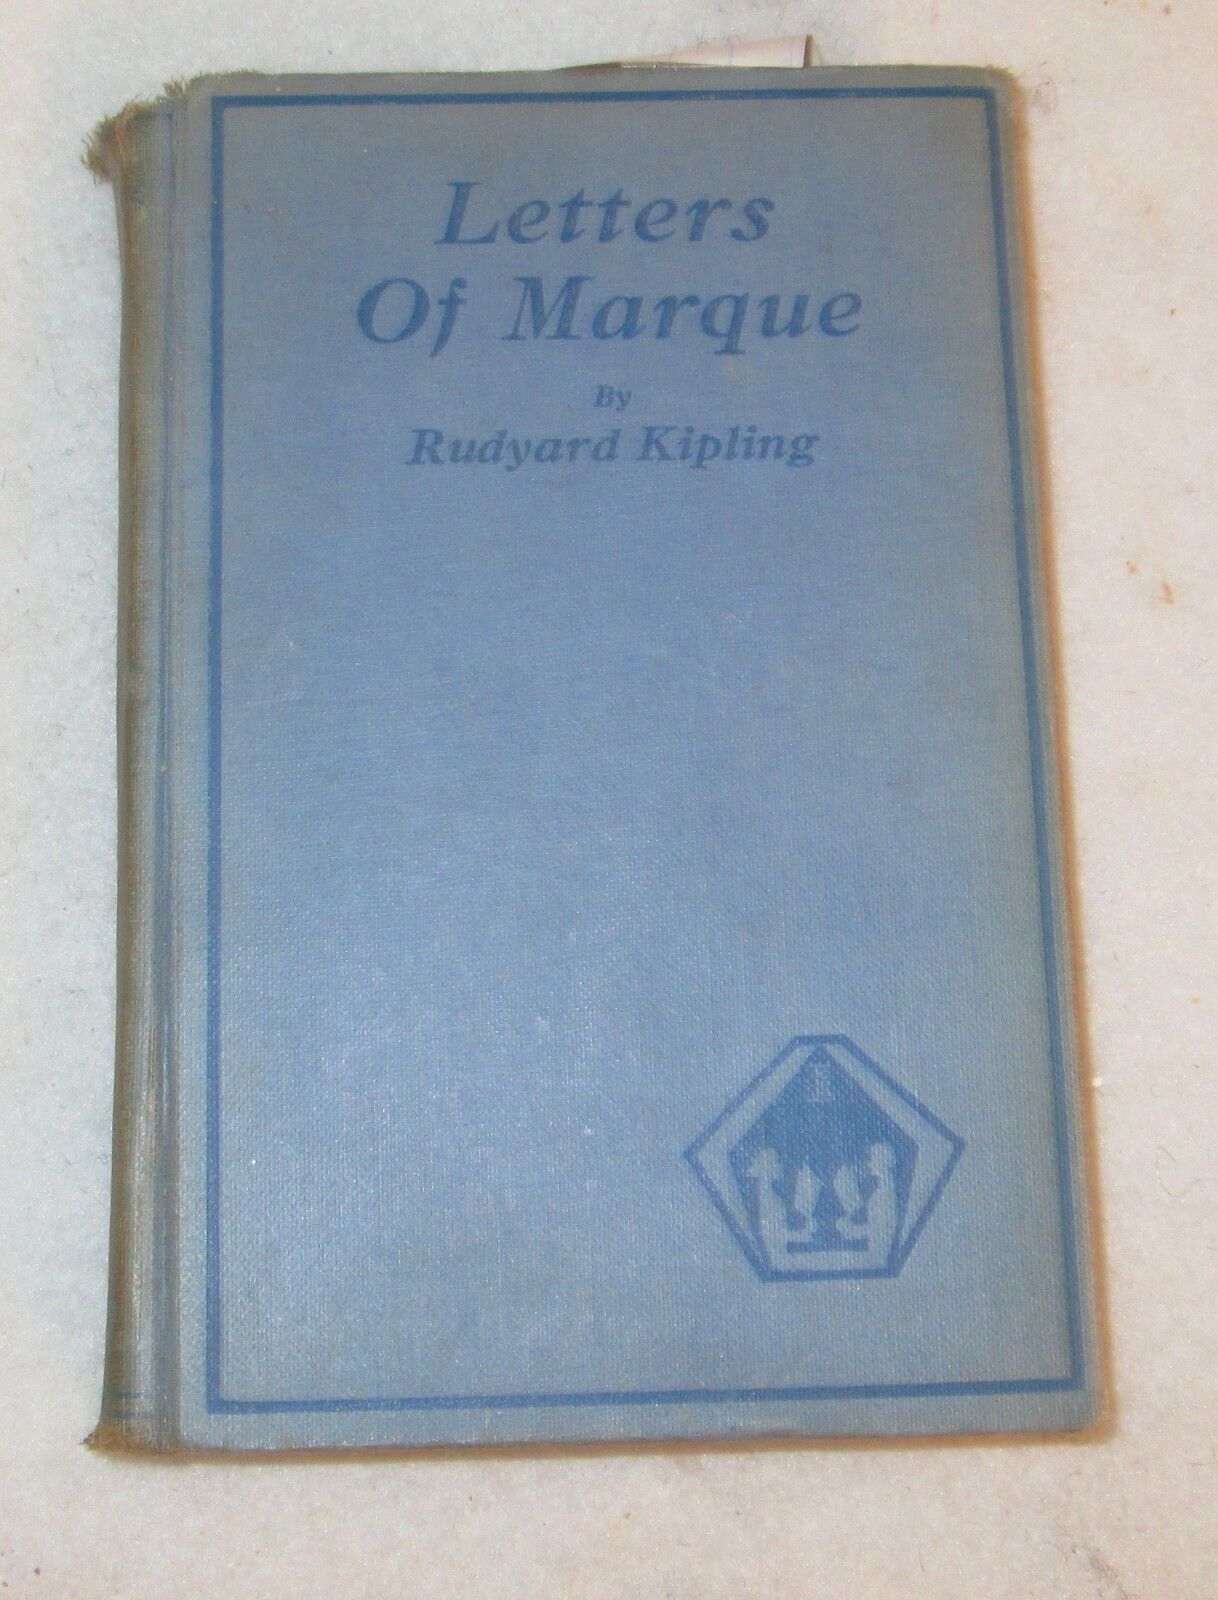 Letters
Of Marque
By
Rudyard Kipling